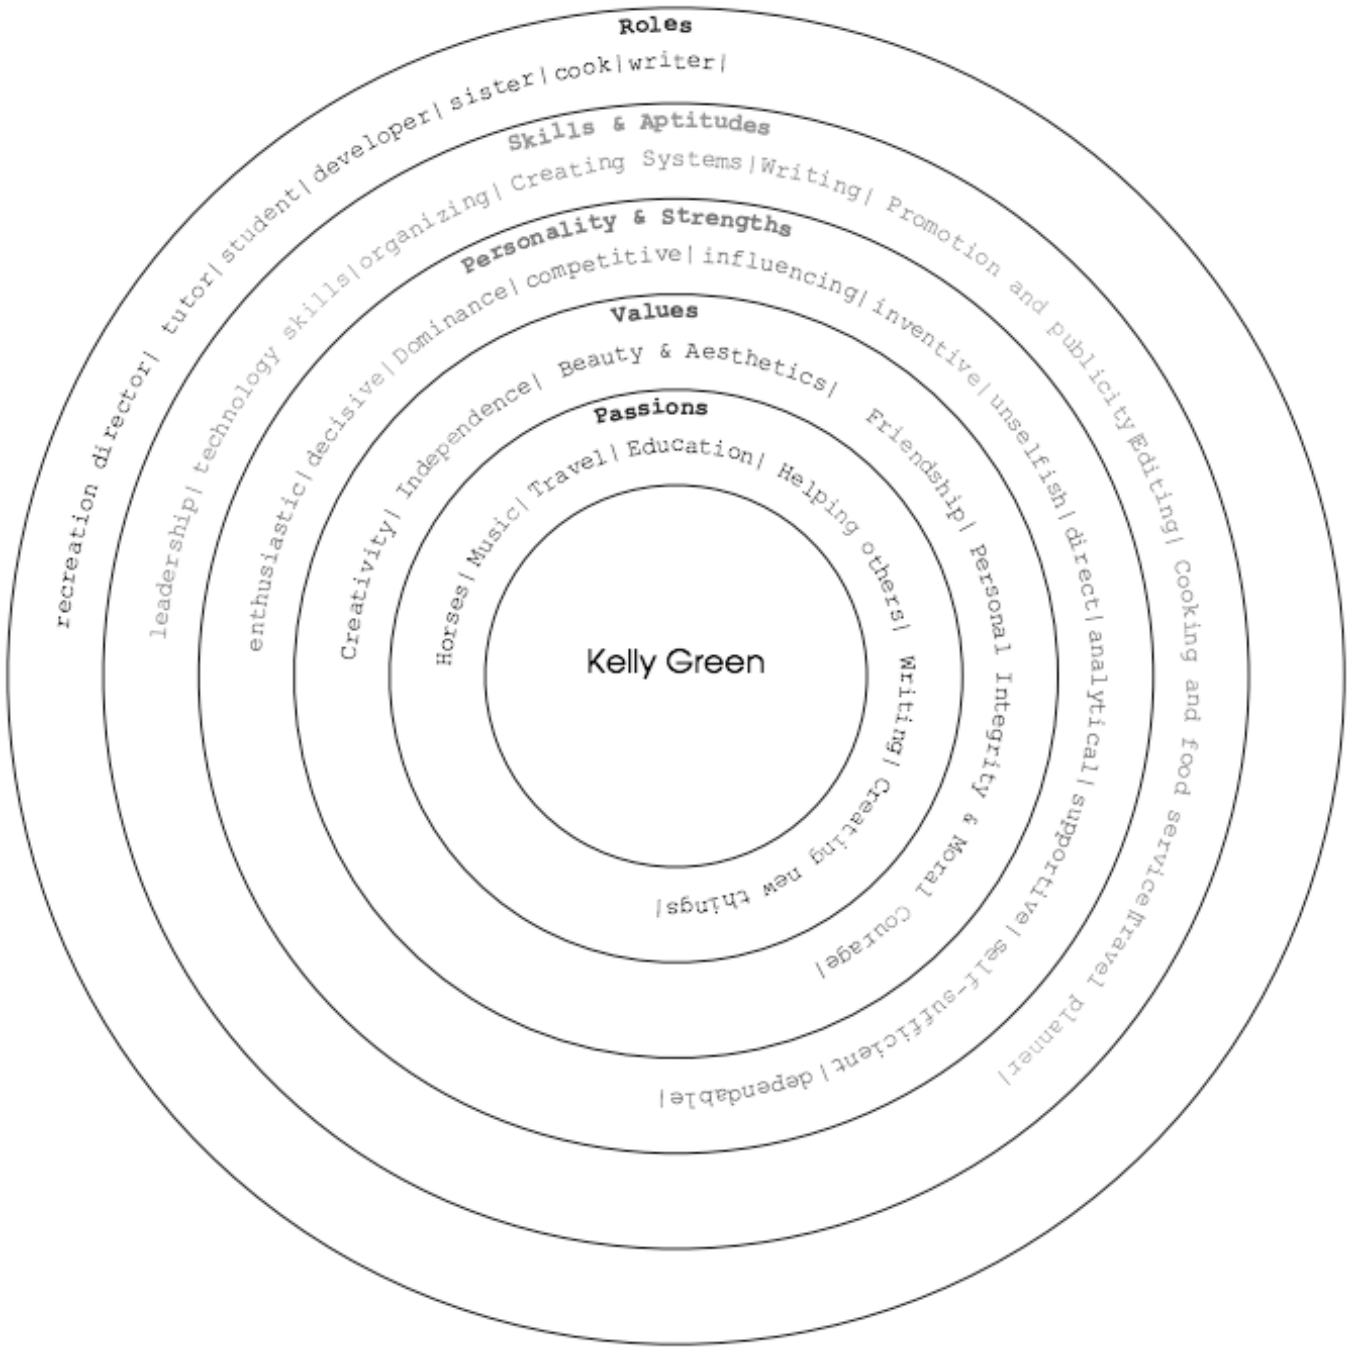 Roles
recreation director| tutor|student|developer|sister|cook|writer|
Skills & Aptitudes
leadership|technology skills|organizing|Creating Systems|Writing| Promotion and publicity|Editing| Cooking and food service|Travel planner|
Personality & Strengths
enthusiastic|decisive|Dominance|competitive|influencing|inventive|unselfish|direct|analytical|supportive|self-sufficient|dependable|
Values
Creativity| Independence| Beauty & Aesthetics| Friendship| Personal Integrity & Moral Courage|
Passions
Horses|Music|Travel|Education| Helping others| Writing|Creating new things|
Kelly Green